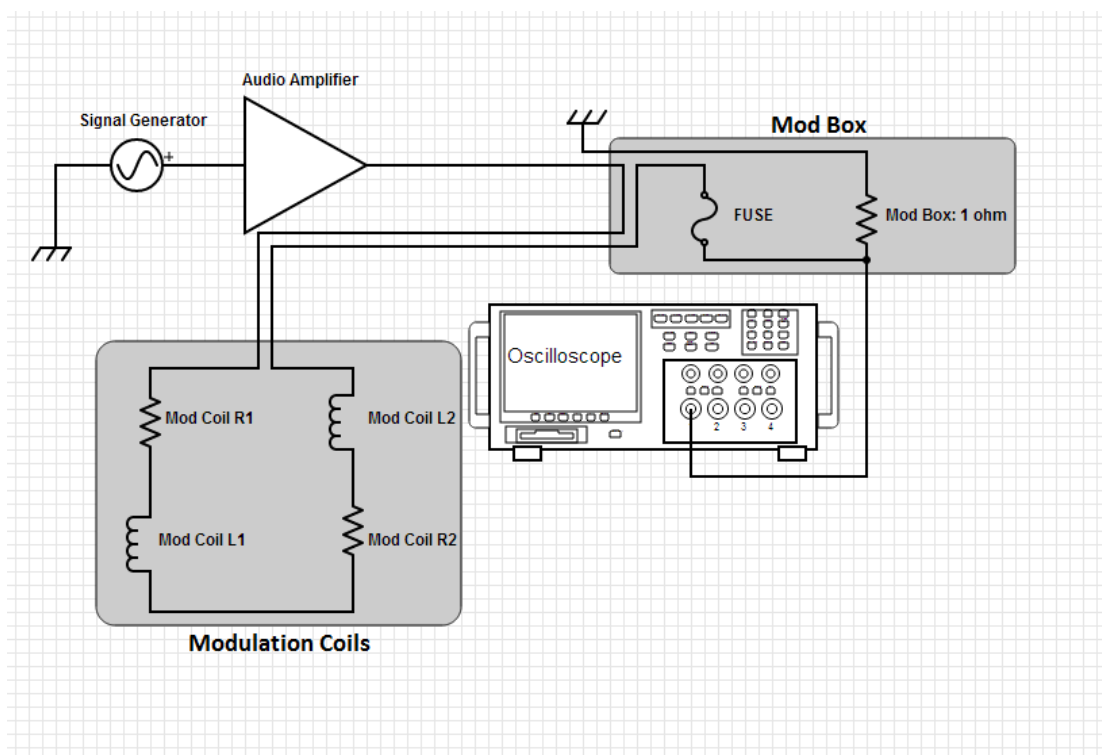 Audio Amplifier
Signal Generator
+
Mod Box
FUSE
Mod Box: 1 ohm
Oscilloscope
2 3 4
Mod Coil R1
Mod Coil L2
Mod Coil L1
Mod Coil R2
Modulation Coils